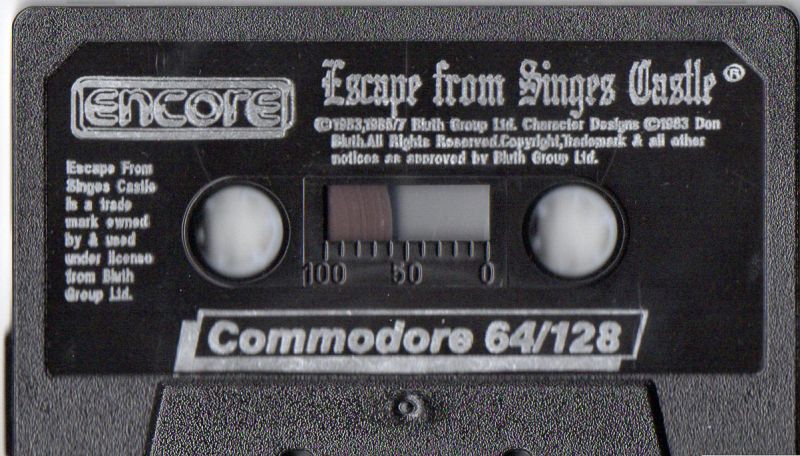 encore
Escape from Singes Castle ®
©1983,1986/7 Bluth Group Ltd. Character Designs ©1983 Don
Bluth.All Rights Reserved.Copyright,Trademark & all other
notices as approved by Bluth Group Ltd.
Escape From
Singes Castle
is a trade
mark owned
by & used
under license
from Bluth
Group Ltd.
100 50 0
Commodore 64/128